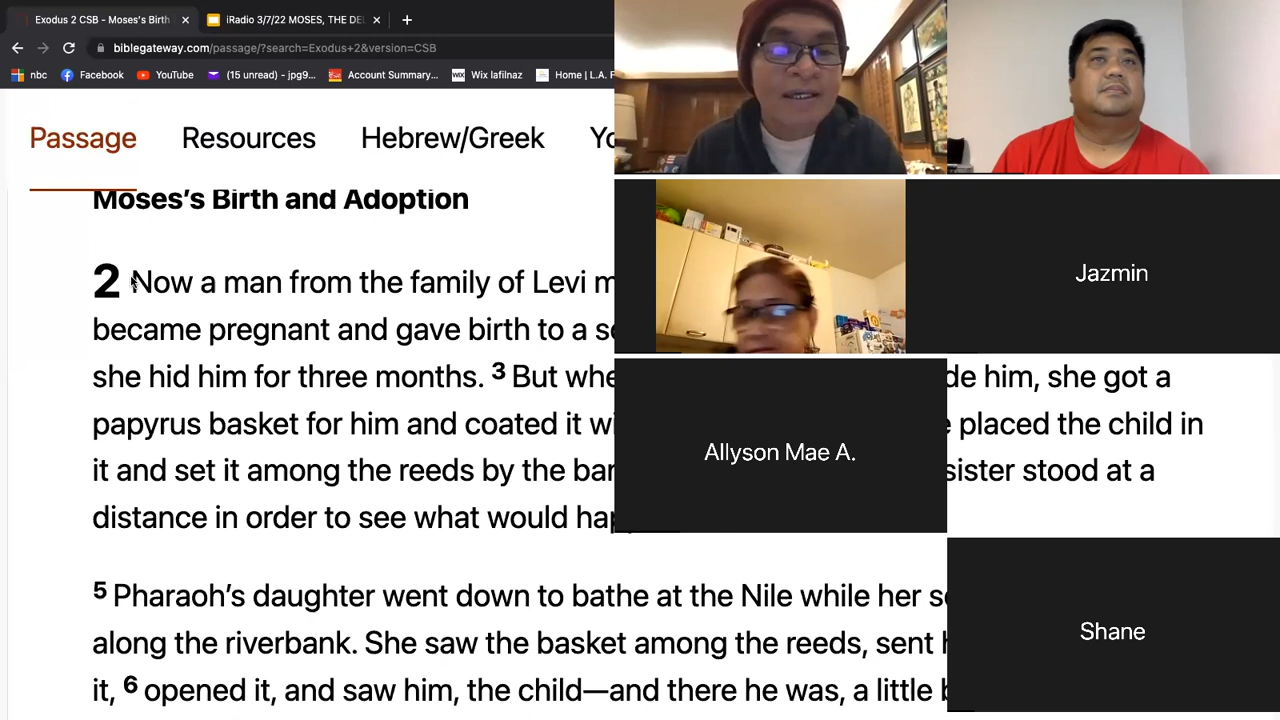 Exodus 2 CSB - Moses's Birth
iRadio 3/7/22 MOSES, THE DEL
biblegateway.com/passage/?search=Exodus+2&version=CSB
nbc Facebook YouTube (15 unread) - jpg9... Account Summary... Wix lafilnaz Home | L.A. F
Passage Resources Hebrew/Greek Yo
Moses's Birth and Adoption
2 Now a man from the family of Levi m
became pregnant and gave birth to a so
she hid him for three months. 3 But whe
de him, she got a
papyrus basket for him and coated it wi
e placed the child in
it and set it among the reeds by the ban
sister stood at a
distance in order to see what would hap
5 Pharaoh's daughter went down to bathe at the Nile while her se
along the riverbank. She saw the basket among the reeds, sent h
it, 6 opened it, and saw him, the child—and there he was, a little b
Jazmin
Allyson Mae A.
Shane